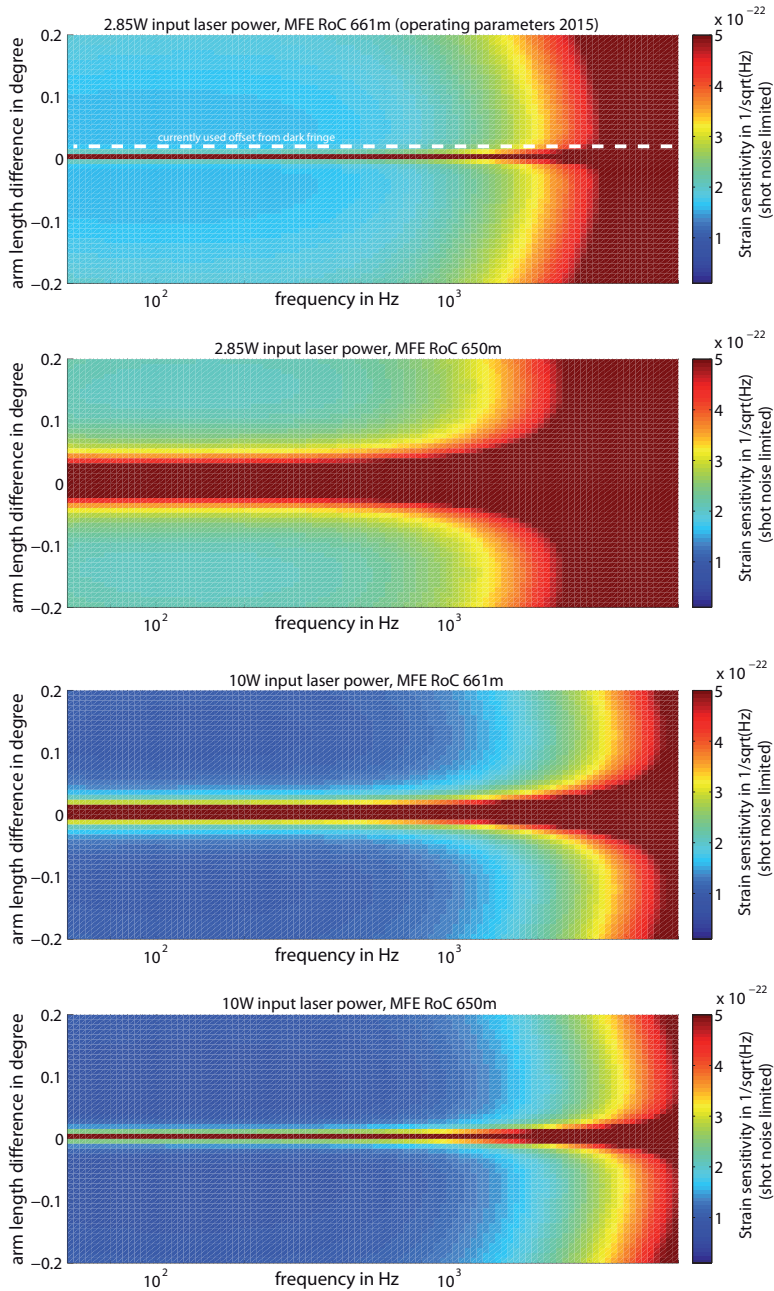 2.85W input laser power, MFE RoC 661m (operating parameters 2015)
x 10 −22
0.2
0.1
0
−0.1
−0.2
arm length difference in degree
currently used offset from dark fringe
10 2
frequency in Hz
10 3
5
4
3
2
1
Strain sensitivity in 1/sqrt(Hz)
(shot noise limited)
2.85W input laser power, MFE RoC 650m
x 10 −22
0.2
0.1
0
−0.1
−0.2
arm length difference in degree
10 2
frequency in Hz
10 3
5
4
3
2
1
Strain sensitivity in 1/sqrt(Hz)
(shot noise limited)
10W input laser power, MFE RoC 661m
x 10 −22
0.2
0.1
0
−0.1
−0.2
arm length difference in degree
10 2
frequency in Hz
10 3
5
4
3
2
1
Strain sensitivity in 1/sqrt(Hz)
(shot noise limited)
10W input laser power, MFE RoC 650m
x 10 −22
0.2
0.1
0
−0.1
−0.2
arm length difference in degree
10 2
frequency in Hz
10 3
5
4
3
2
1
Strain sensitivity in 1/sqrt(Hz)
(shot noise limited)